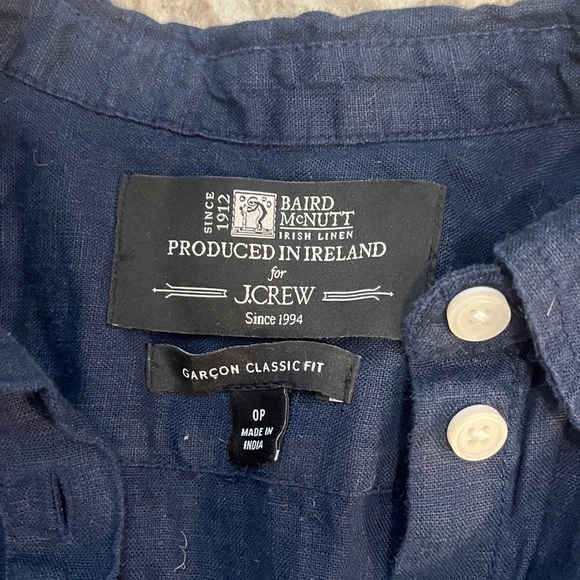 SINCE 1912
BAIRD
McNUTT
IRISH LINEN
PRODUCED IN IRELAND
for
J.CREW
Since 1994
GARÇON CLASSIC FIT
0P
MADE IN
INDIA